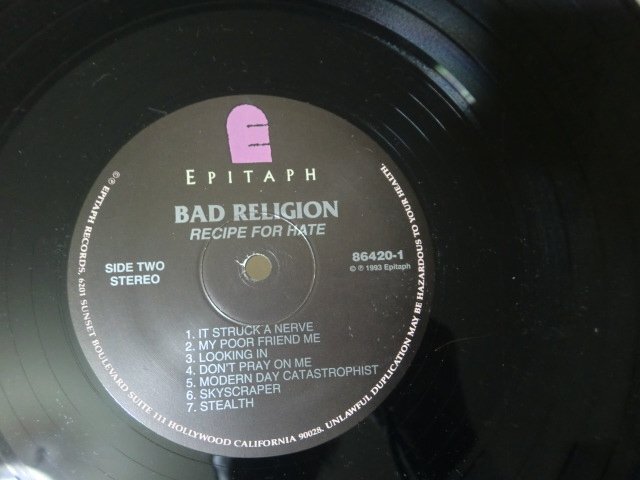 E
EPITAPH
BAD RELIGION
RECIPE FOR HATE
SIDE TWO
STEREO
86420-1
© ℗ 1993 Epitaph
1. IT STRUCK A NERVE
2. MY POOR FRIEND ME
3. LOOKING IN
4. DON'T PRAY ON ME
5. MODERN DAY CATASTROPHIST
6. SKYSCRAPER
7. STEALTH
℗ EPITAPH RECORDS, 6201 SUNSET BOULEVARD SUITE 111 HOLLYWOOD CALIFORNIA 90028. UNLAWFUL DUPLICATION MAY BE HAZARDOUS TO YOUR HEALTH.